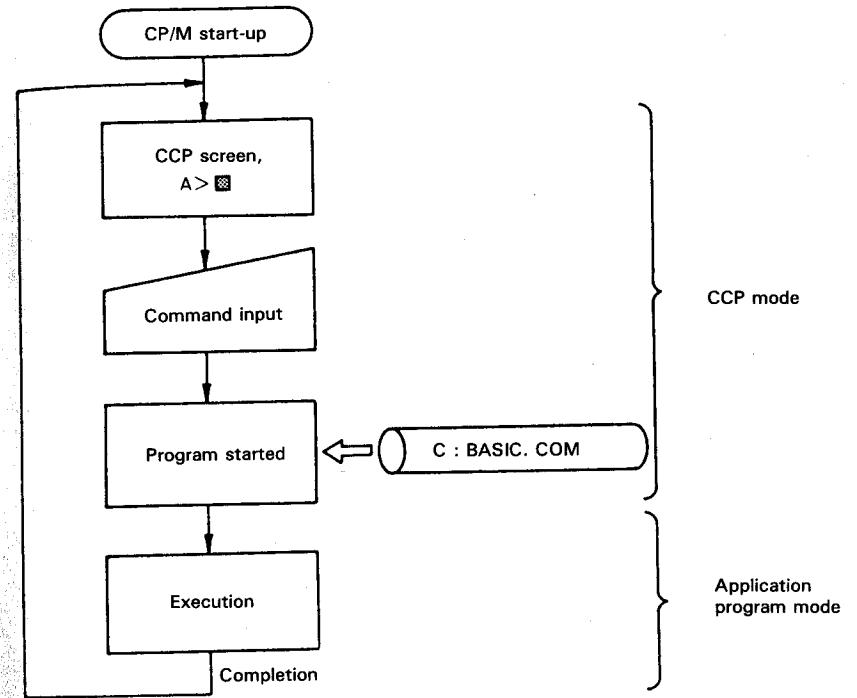 CP/M start-up
CCP screen,
A>
Command input
CCP mode
Program started
C : BASIC. COM
Execution
Application
program mode
Completion